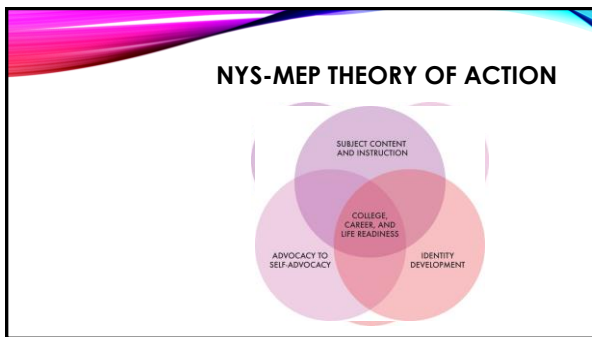 NYS-MEP THEORY OF ACTION
SUBJECT CONTENT
AND INSTRUCTION
COLLEGE,
CAREER, AND
LIFE READINESS
ADVOCACY TO
SELF-ADVOCACY
IDENTITY
DEVELOPMENT